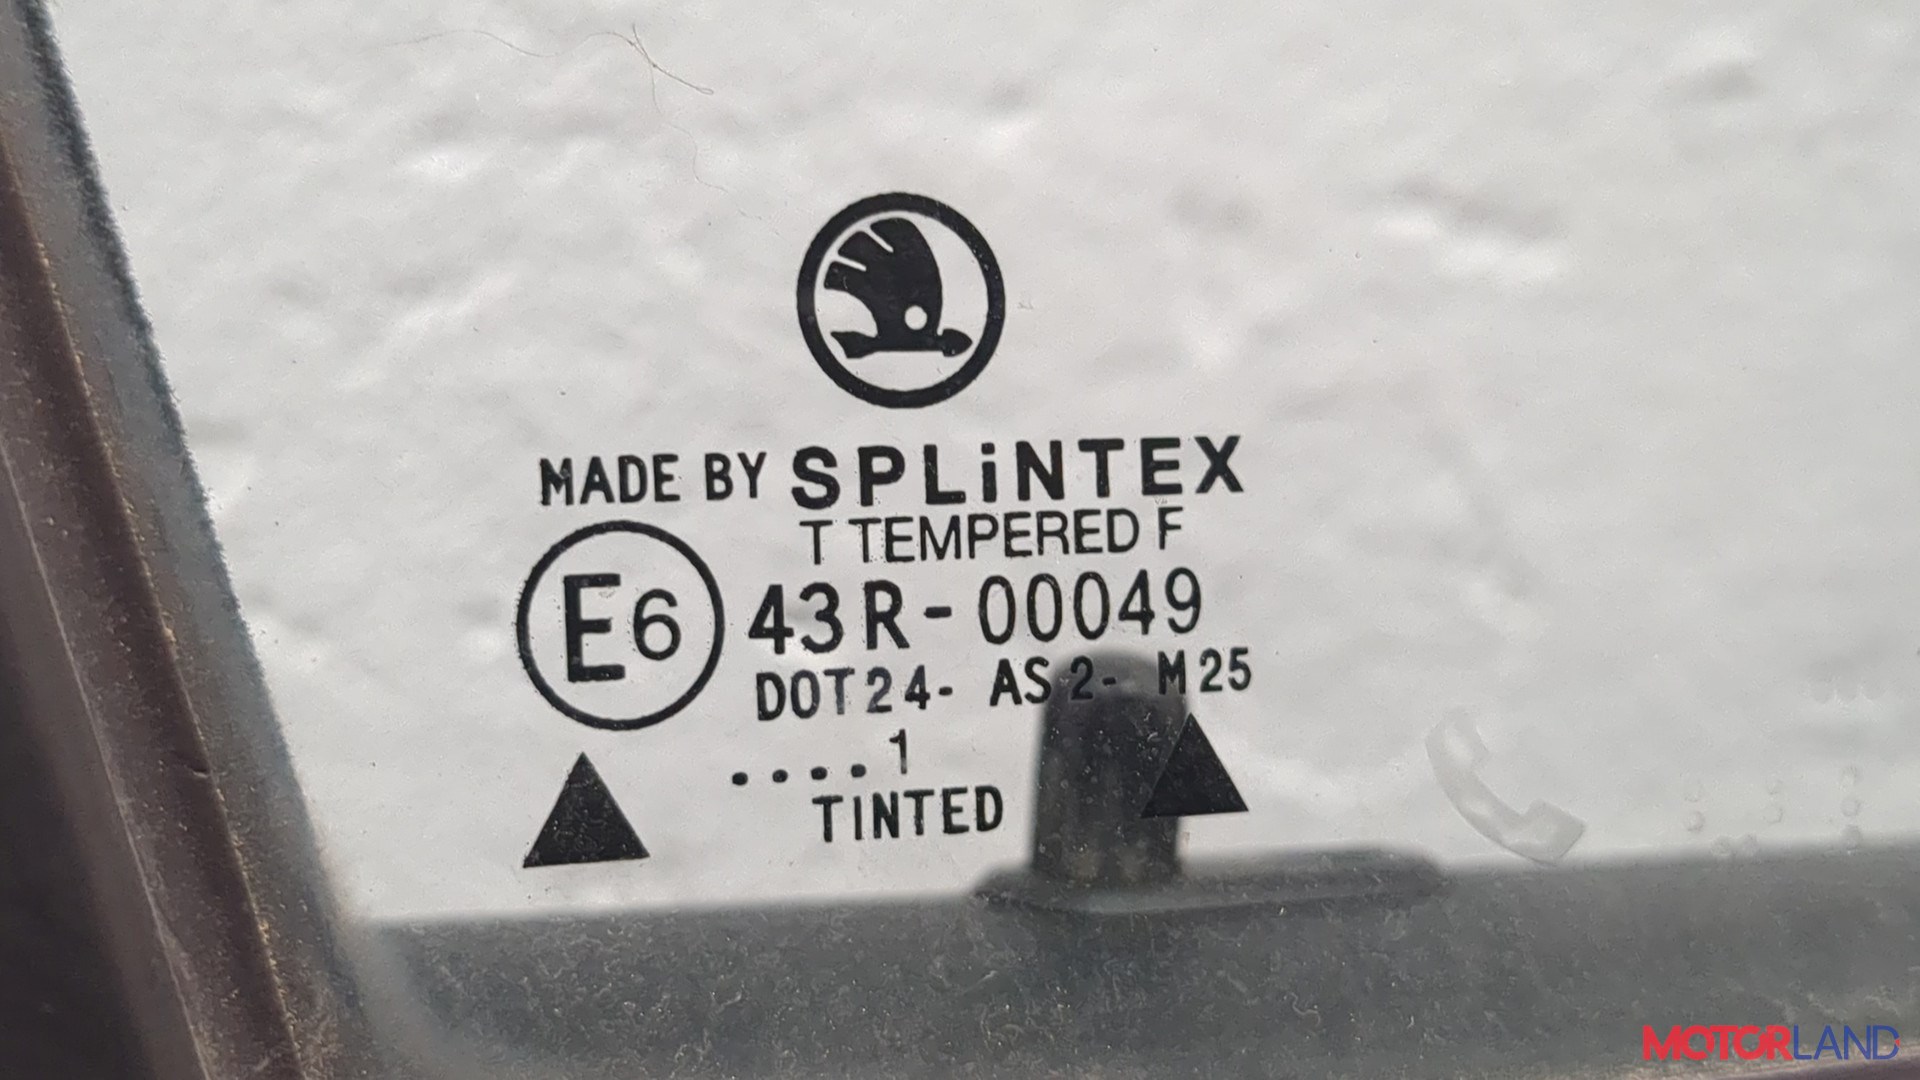 MADE BY SPLiNTEX
T TEMPERED F
E6 43R-00049
DOT24- AS2- M25
....1
TINTED
MOTORLAND